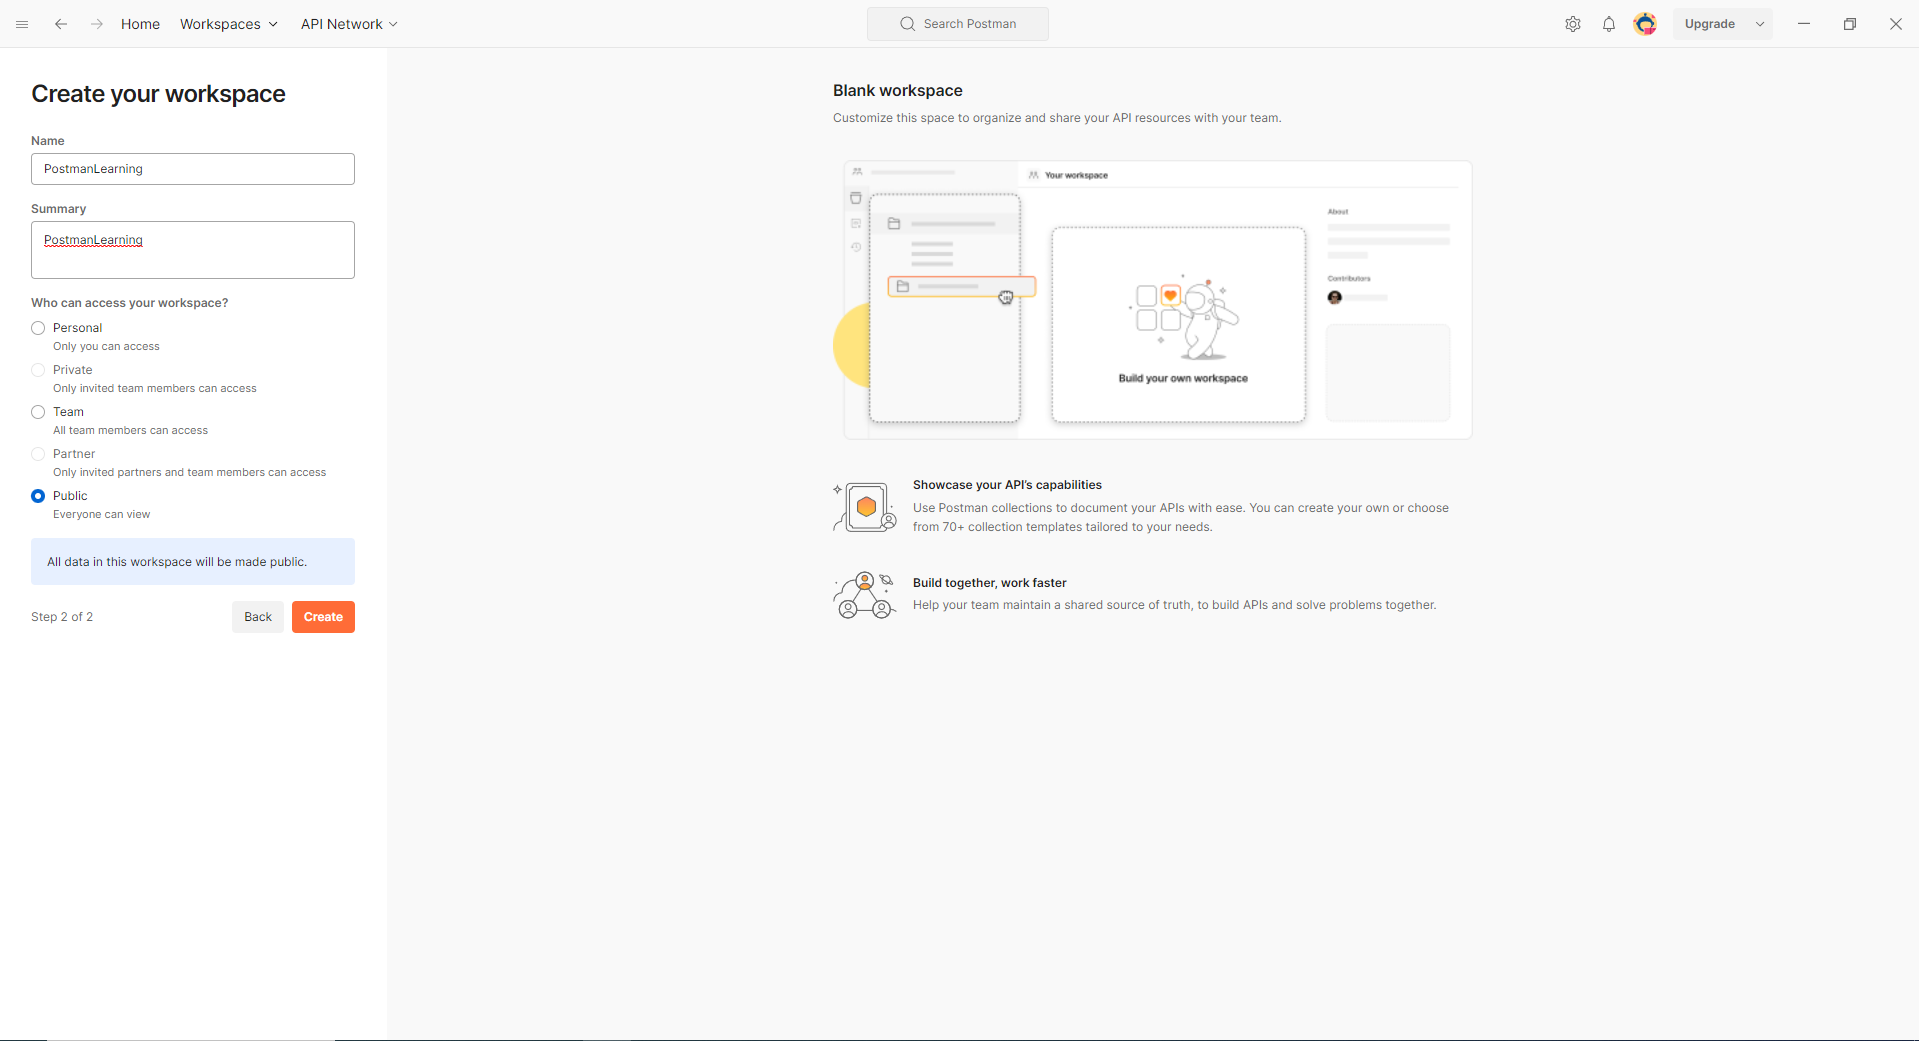 Home Workspaces API Network Search Postman Upgrade
Create your workspace
Name
PostmanLearning
Summary
PostmanLearning
Who can access your workspace?
Personal
Only you can access
Private
Only invited team members can access
Team
All team members can access
Partner
Only invited partners and team members can access
Public
Everyone can view
All data in this workspace will be made public.
Step 2 of 2 Back Create
Blank workspace
Customize this space to organize and share your API resources with your team.
Your workspace
About
Contributors
Build your own workspace
Showcase your API's capabilities
Use Postman collections to document your APIs with ease. You can create your own or choose
from 70+ collection templates tailored to your needs.
Build together, work faster
Help your team maintain a shared source of truth, to build APIs and solve problems together.